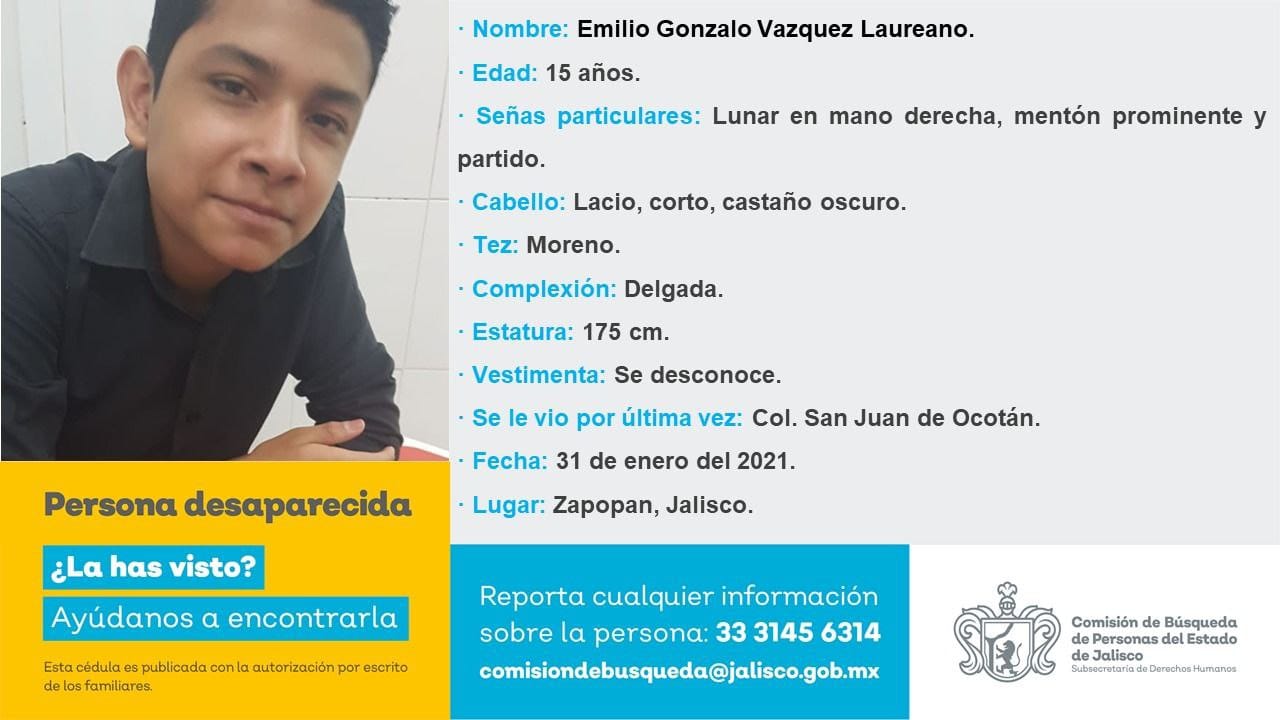 · Nombre: Emilio Gonzalo Vazquez Laureano.
· Edad: 15 años.
· Señas particulares: Lunar en mano derecha, mentón prominente y
partido.
· Cabello: Lacio, corto, castaño oscuro.
· Tez: Moreno.
· Complexión: Delgada.
· Estatura: 175 cm.
· Vestimenta: Se desconoce.
· Se le vio por última vez: Col. San Juan de Ocotán.
· Fecha: 31 de enero del 2021.
· Lugar: Zapopan, Jalisco.
Persona desaparecida
¿La has visto?
Ayúdanos a encontrarla
Esta cédula es publicada con la autorización por escrito
de los familiares.
Reporta cualquier información
sobre la persona: 33 3145 6314
comisiondebusqueda@jalisco.gob.mx
Comisión de Búsqueda
de Personas del Estado
de Jalisco
Subsecretaría de Derechos Humanos